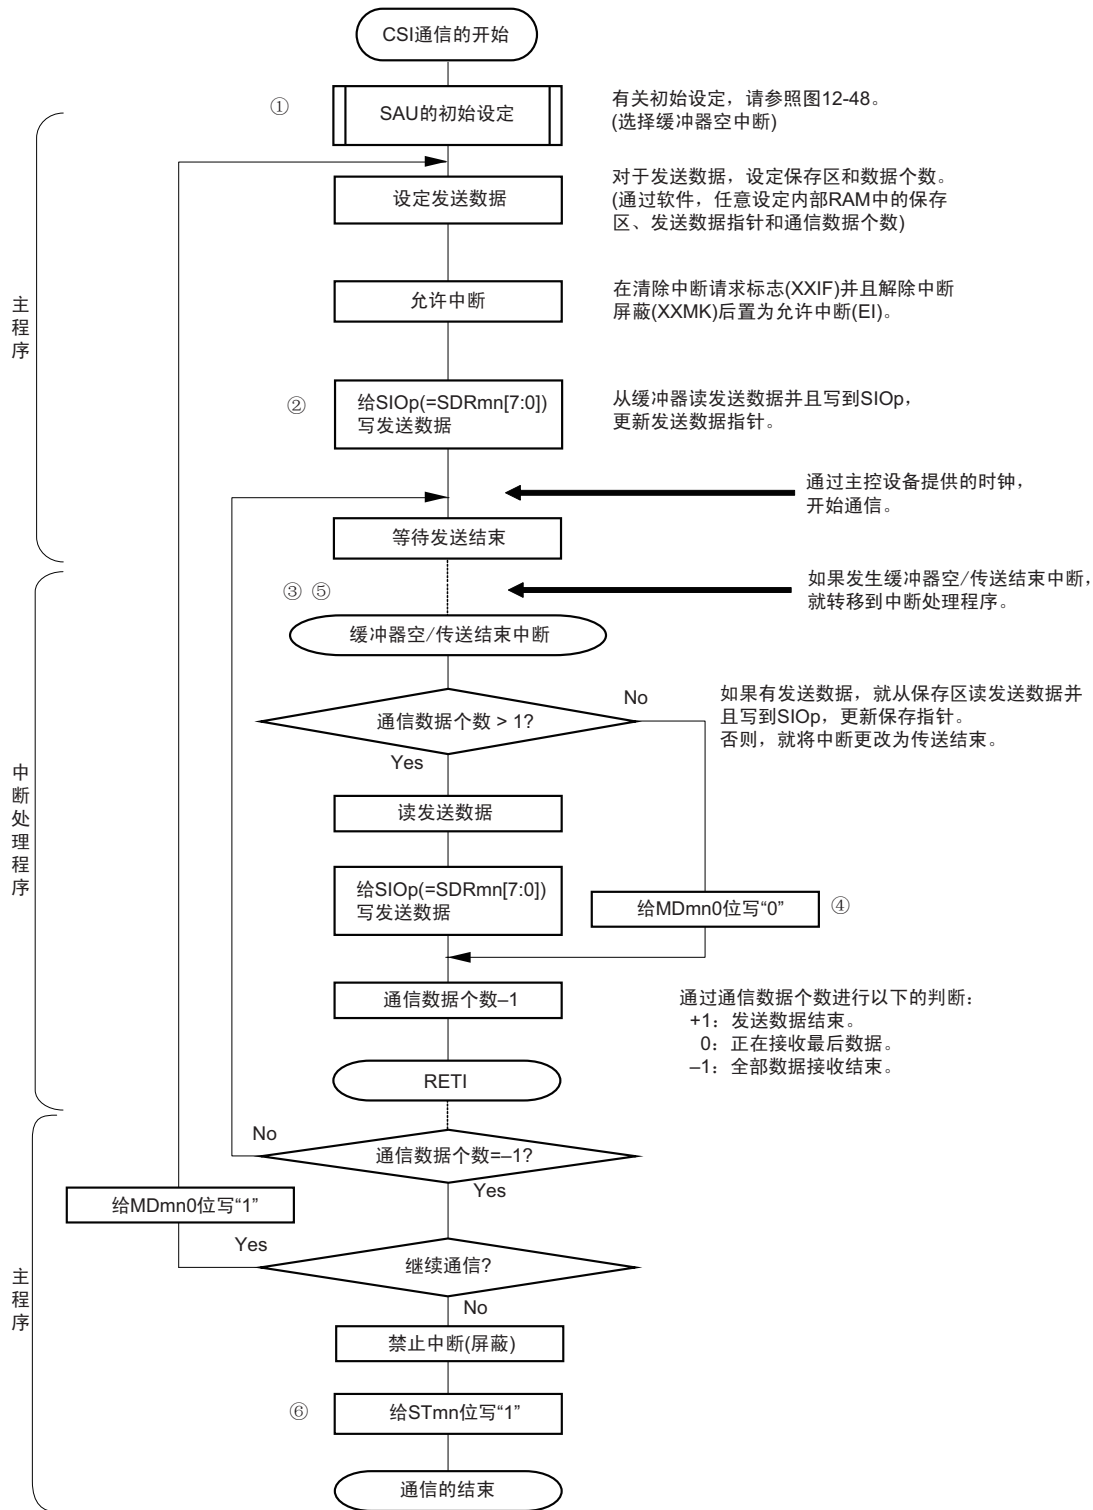 CSI通信的开始
①
SAU的初始设定
有关初始设定，请参照图12-48。
(选择缓冲器空中断)
设定发送数据
对于发送数据，设定保存区和数据个数。
(通过软件，任意设定内部RAM中的保存
区、发送数据指针和通信数据个数)
主程序
允许中断
在清除中断请求标志(XXIF)并且解除中断
屏蔽(XXMK)后置为允许中断(EI)。
②
给SIOp(=SDRmn[7:0])
写发送数据
从缓冲器读发送数据并且写到SIOp，
更新发送数据指针。
通过主控设备提供的时钟，
开始通信。
等待发送结束
③ ⑤
如果发生缓冲器空/传送结束中断，
就转移到中断处理程序。
缓冲器空/传送结束中断
No
通信数据个数 > 1?
Yes
如果有发送数据，就从保存区读发送数据并
且写到SIOp，更新保存指针。
否则，就将中断更改为传送结束。
中断处理程序
读发送数据
给SIOp(=SDRmn[7:0])
写发送数据
给MDmn0位写“0”
④
通信数据个数–1
通过通信数据个数进行以下的判断：
+1：发送数据结束。
0：正在接收最后数据。
–1：全部数据接收结束。
RETI
No
通信数据个数=–1?
Yes
给MDmn0位写“1”
Yes
继续通信?
No
主程序
禁止中断(屏蔽)
⑥
给STmn位写“1”
通信的结束